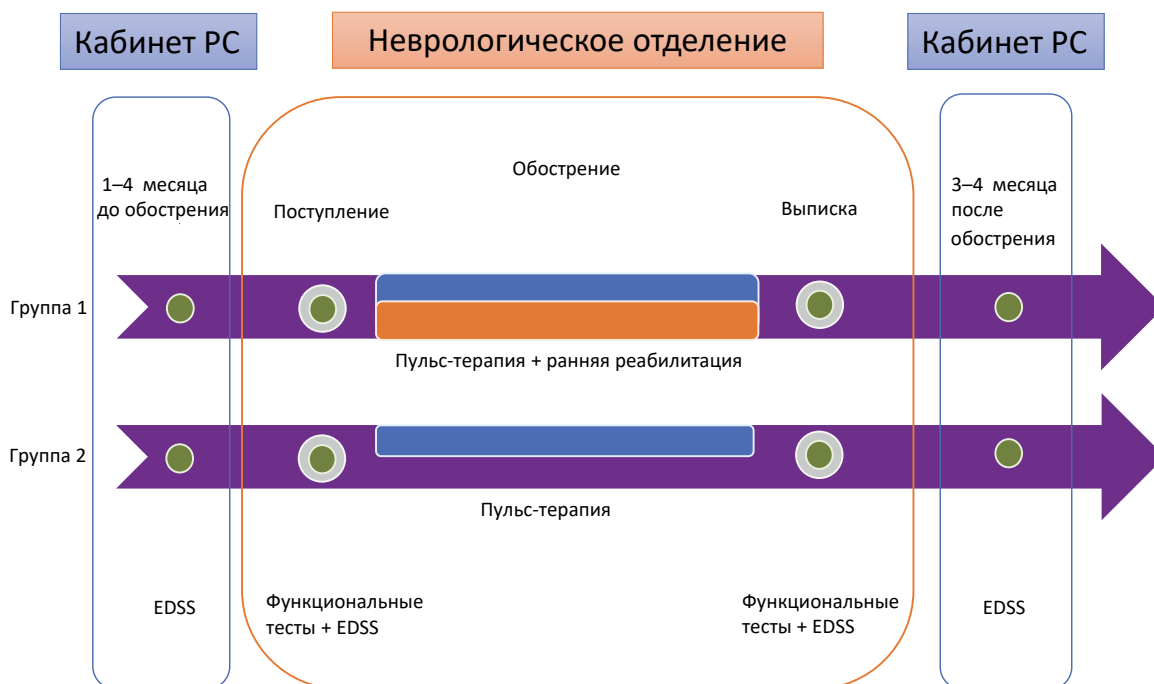 Кабинет РС
Неврологическое отделение
Кабинет РС
1–4 месяца
до обострения
Поступление
Обострение
Выписка
3–4 месяца
после
обострения
Группа 1
Пульс-терапия + ранняя реабилитация
Группа 2
Пульс-терапия
EDSS
Функциональные
тесты + EDSS
Функциональные
тесты + EDSS
EDSS